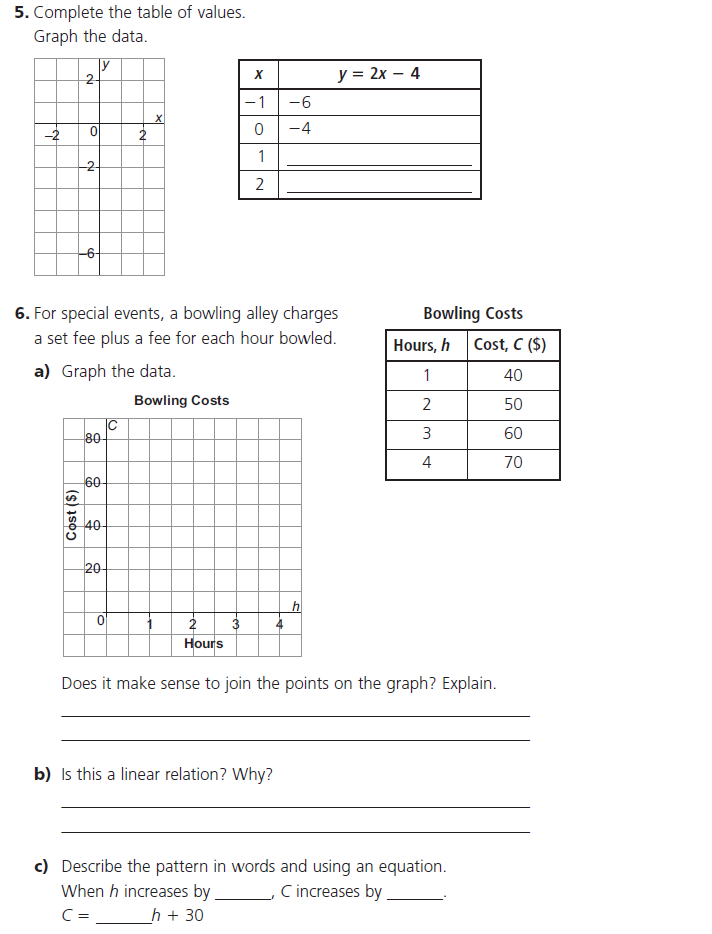 5. Complete the table of values.
Graph the data.
y
2
x
-2 0 2
-2
-6
x y = 2x – 4
–1 –6
0 –4
1 ____________________
2 ____________________
6. For special events, a bowling alley charges
a set fee plus a fee for each hour bowled.
a) Graph the data.
Bowling Costs
C
80
60
40
20
Cost ($)
h
0 1 2 3 4
Hours
Bowling Costs
Hours, h Cost, C ($)
1 40
2 50
3 60
4 70
Does it make sense to join the points on the graph? Explain.
b) Is this a linear relation? Why?
c) Describe the pattern in words and using an equation.
When h increases by ______, C increases by ______.
C = ______h + 30